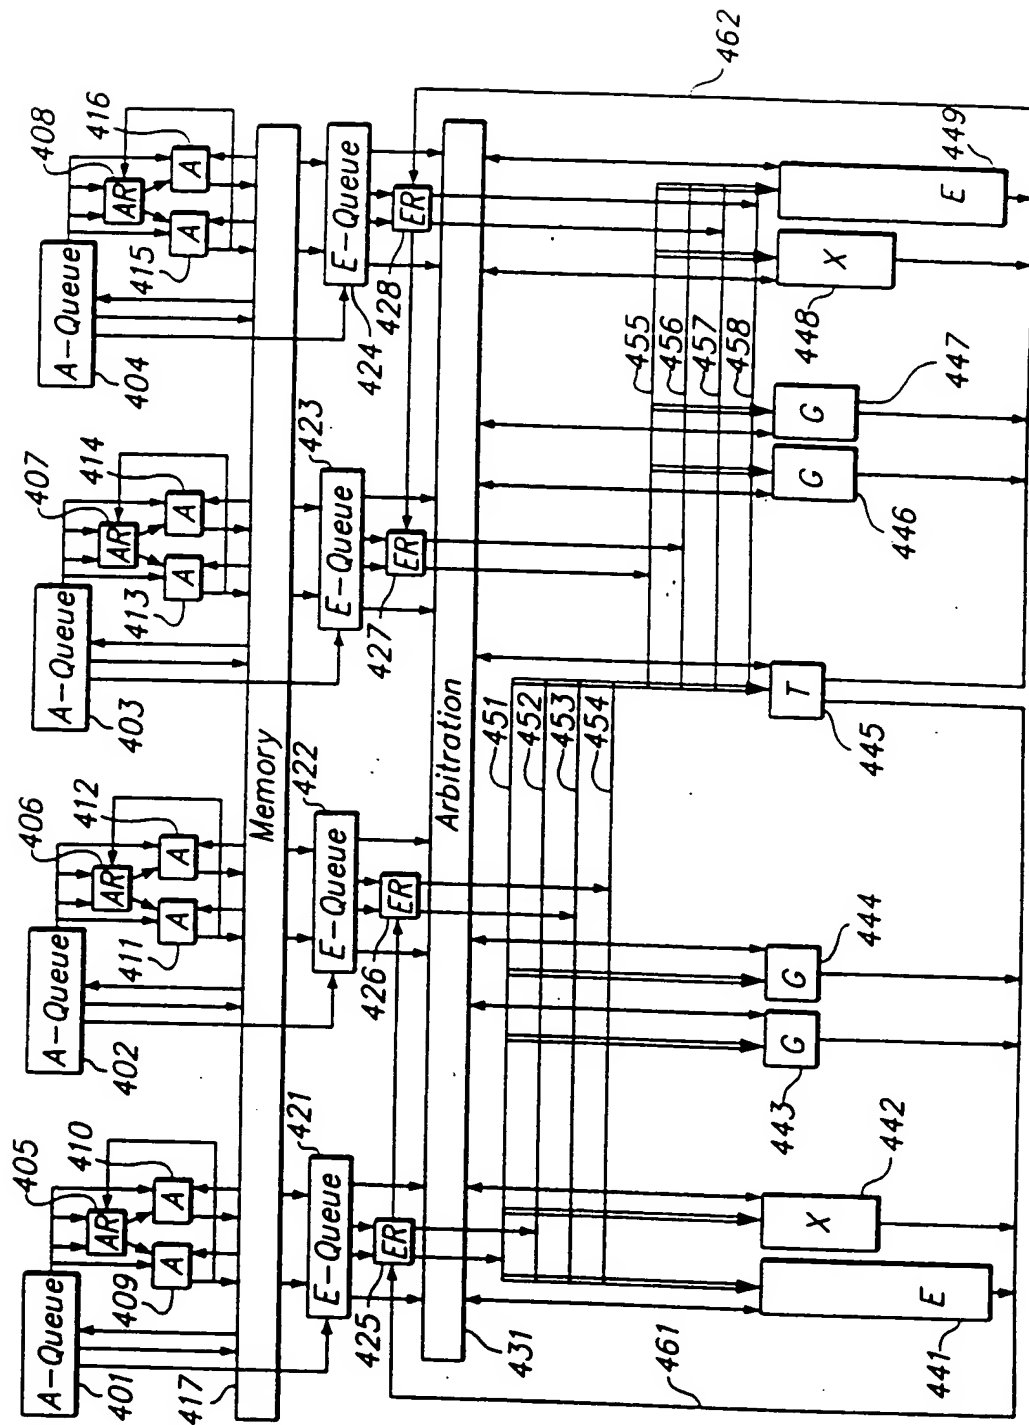 A-Queue
401
405
AR
410
A
A
409
A-Queue
402
406
AR
412
A
A
411
A-Queue
403
407
AR
414
A
A
413
A-Queue
404
408
AR
416
A
A
415
417
Memory
421
E-Queue
422
E-Queue
423
E-Queue
424
E-Queue
425
ER
426
ER
427
ER
428
ER
462
431
Arbitration
451
452
453
454
455
456
457
458
461
E
441
X
442
G
443
G
444
T
445
G
446
G
447
X
448
E
449